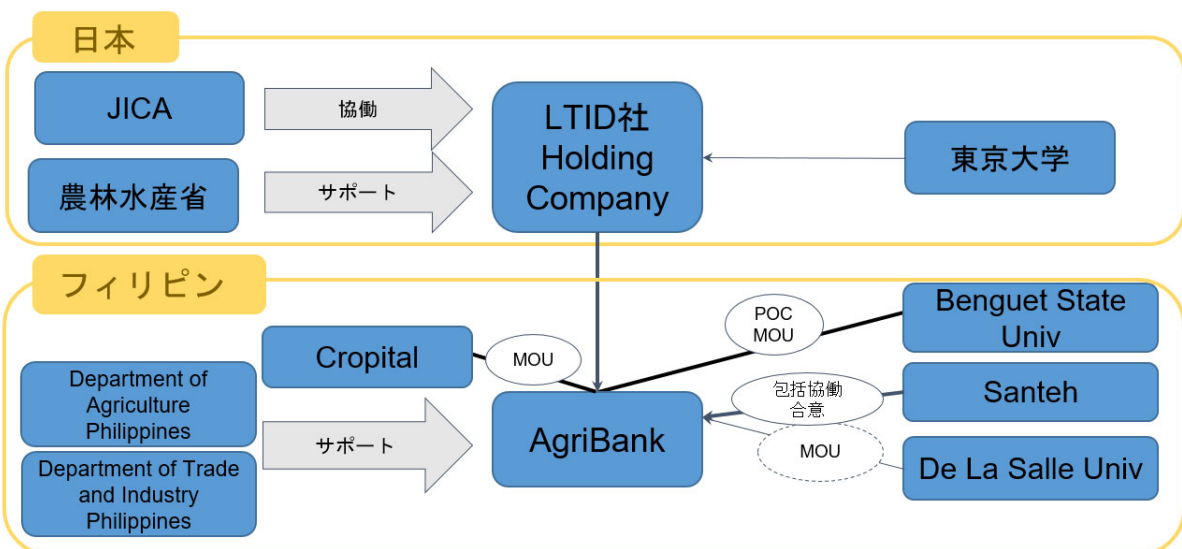 日本
JICA
協働
LTID社
Holding
Company
東京大学
農林水産省
サポート
フィリピン
Cropital
MOU
POC
MOU
Benguet State
Univ
Department of
Agriculture
Philippines
サポート
AgriBank
包括協働
合意
Santeh
MOU
De La Salle Univ
Department of Trade
and Industry
Philippines